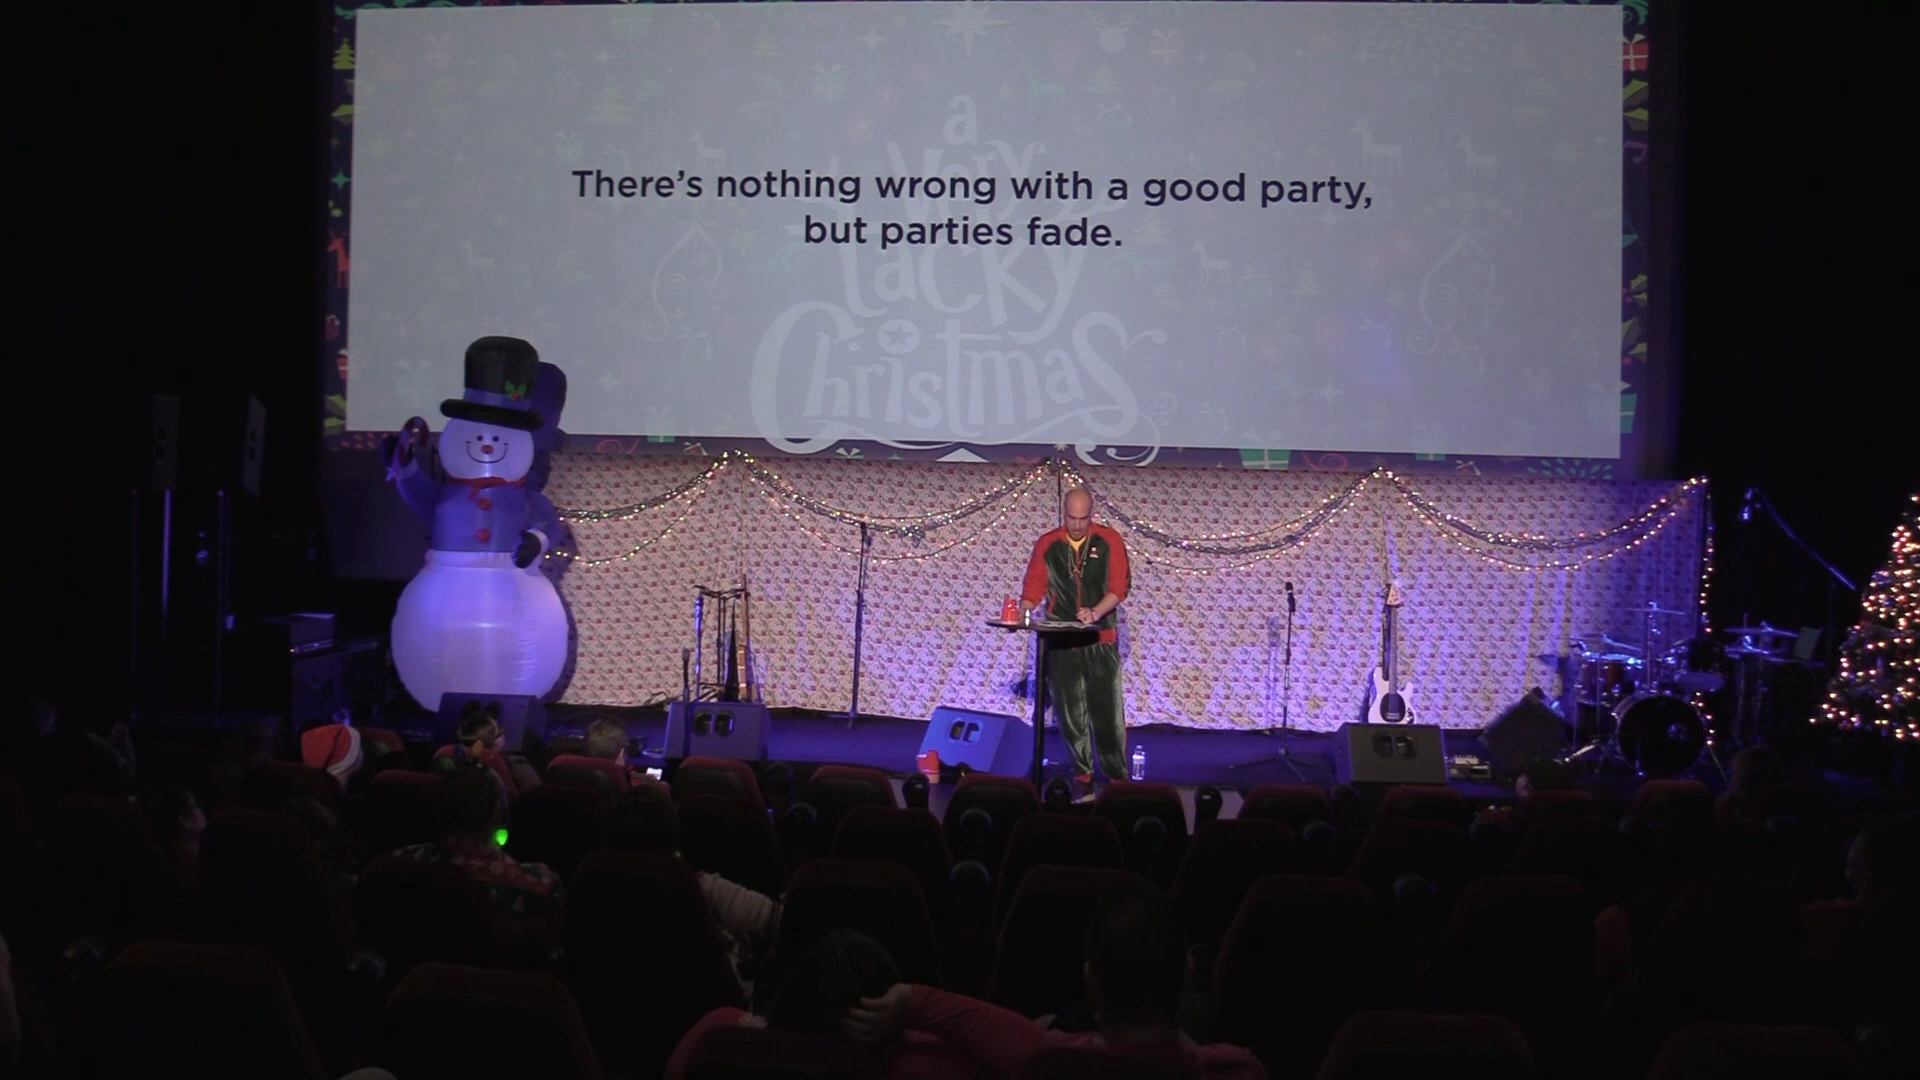 There's nothing wrong with a good party,
but parties fade.
a
Very
Tacky
Christmas